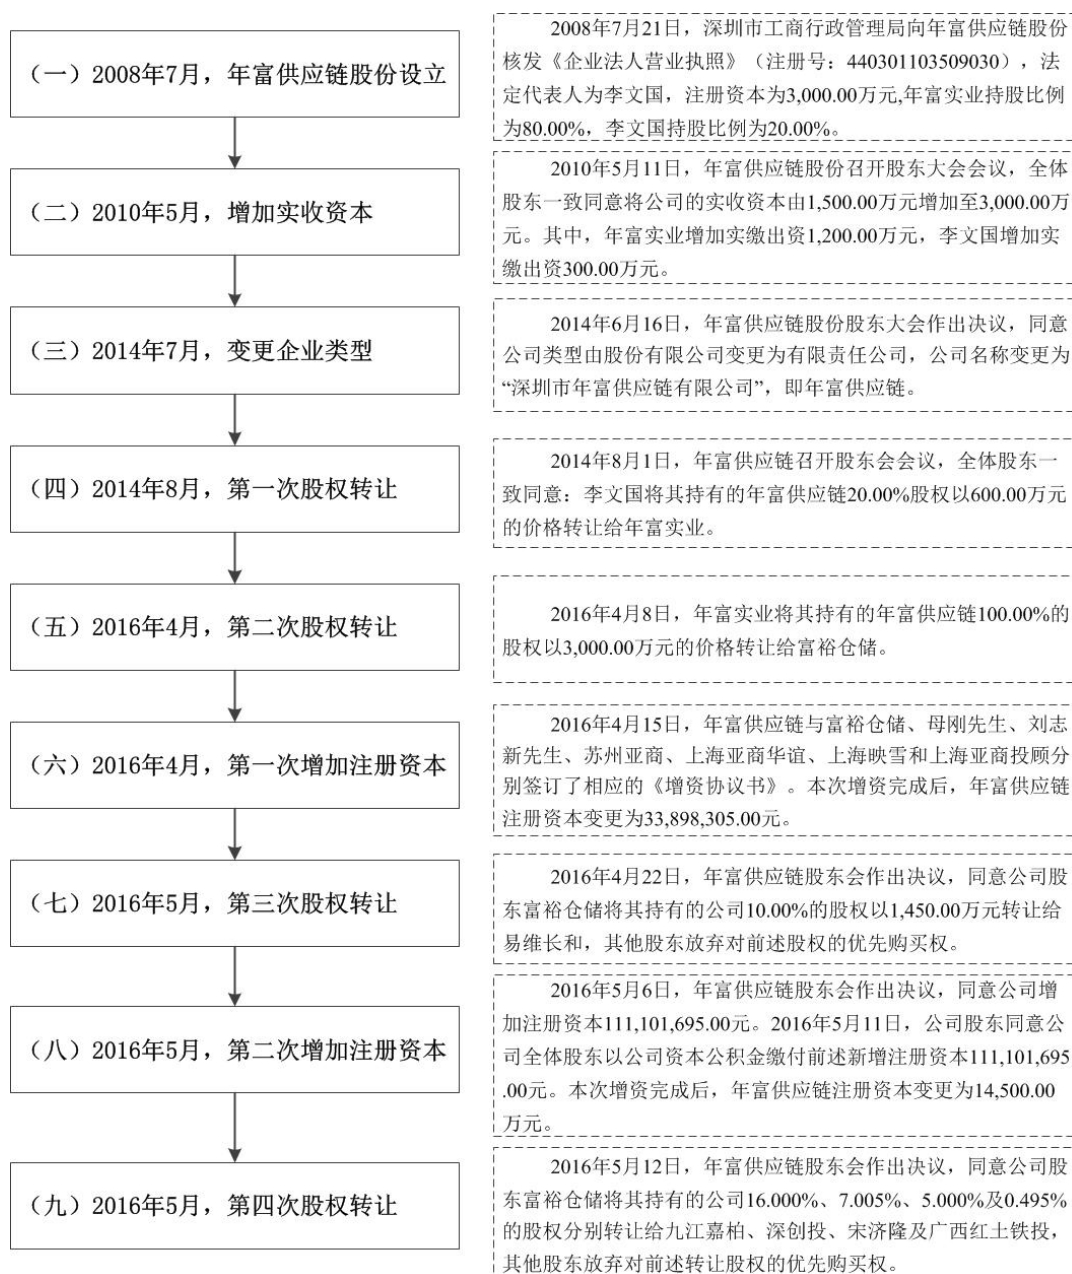 （一）2008年7月，年富供应链股份设立
2008年7月21日，深圳市工商行政管理局向年富供应链股份
核发《企业法人营业执照》（注册号：440301103509030），法
定代表人为李文国，注册资本为3,000.00万元,年富实业持股比例
为80.00%，李文国持股比例为20.00%。
（二）2010年5月，增加实收资本
2010年5月11日，年富供应链股份召开股东大会会议，全体
股东一致同意将公司的实收资本由1,500.00万元增加至3,000.00万
元。其中，年富实业增加实缴出资1,200.00万元，李文国增加实
缴出资300.00万元。
（三）2014年7月，变更企业类型
2014年6月16日，年富供应链股份股东大会作出决议，同意
公司类型由股份有限公司变更为有限责任公司，公司名称变更为
“深圳市年富供应链有限公司”，即年富供应链。
（四）2014年8月，第一次股权转让
2014年8月1日，年富供应链召开股东会会议，全体股东一
致同意：李文国将其持有的年富供应链20.00%股权以600.00万元
的价格转让给年富实业。
（五）2016年4月，第二次股权转让
2016年4月8日，年富实业将其持有的年富供应链100.00%的
股权以3,000.00万元的价格转让给富裕仓储。
（六）2016年4月，第一次增加注册资本
2016年4月15日，年富供应链与富裕仓储、母刚先生、刘志
新先生、苏州亚商、上海亚商华谊、上海映雪和上海亚商投顾分
别签订了相应的《增资协议书》。本次增资完成后，年富供应链
注册资本变更为33,898,305.00元。
（七）2016年5月，第三次股权转让
2016年4月22日，年富供应链股东会作出决议，同意公司股
东富裕仓储将其持有的公司10.00%的股权以1,450.00万元转让给
易维长和，其他股东放弃对前述股权的优先购买权。
（八）2016年5月，第二次增加注册资本
2016年5月6日，年富供应链股东会作出决议，同意公司增
加注册资本111,101,695.00元。2016年5月11日，公司股东同意公
司全体股东以公司资本公积金缴付前述新增注册资本111,101,695
.00元。本次增资完成后，年富供应链注册资本变更为14,500.00
万元。
（九）2016年5月，第四次股权转让
2016年5月12日，年富供应链股东会作出决议，同意公司股
东富裕仓储将其持有的公司16.000%、7.005%、5.000%及0.495%
的股权分别转让给九江嘉柏、深创投、宋济隆及广西红土铁投，
其他股东放弃对前述转让股权的优先购买权。